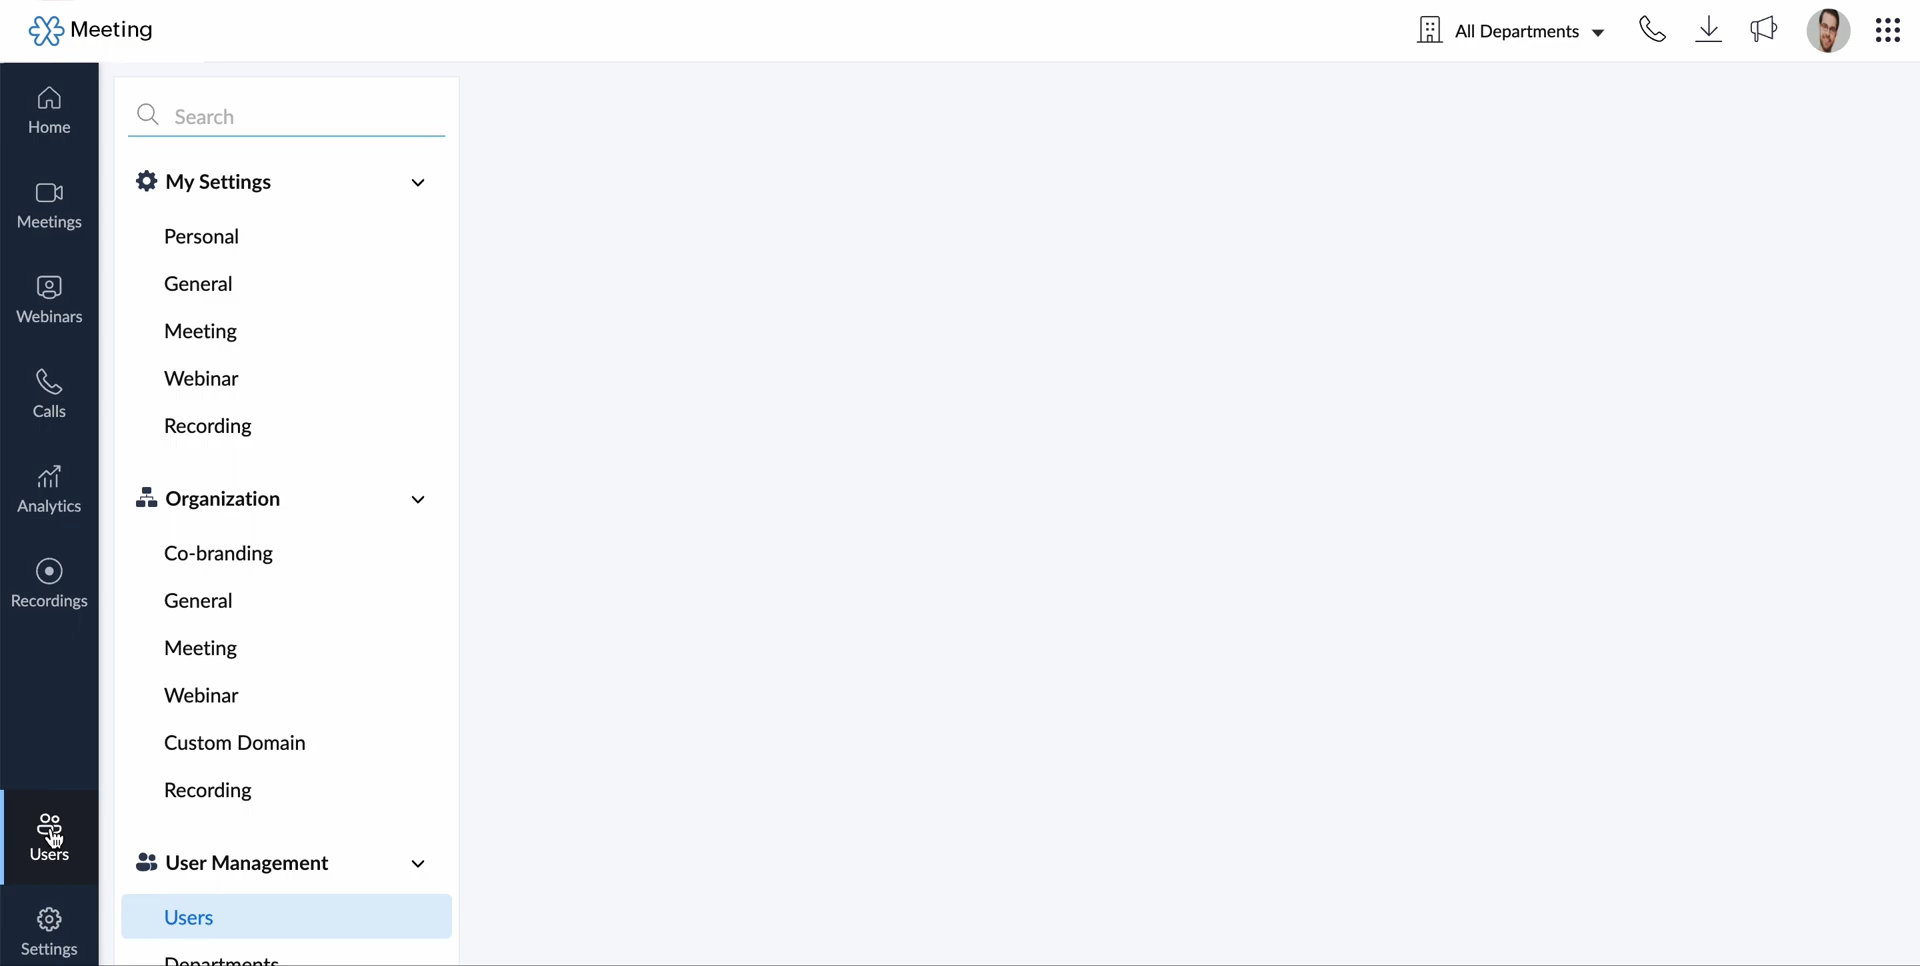 Meeting
All Departments
Home
Meetings
Webinars
Calls
Analytics
Recordings
Users
Settings
Search
My Settings
Personal
General
Meeting
Webinar
Recording
Organization
Co-branding
General
Meeting
Webinar
Custom Domain
Recording
User Management
Users
Departments